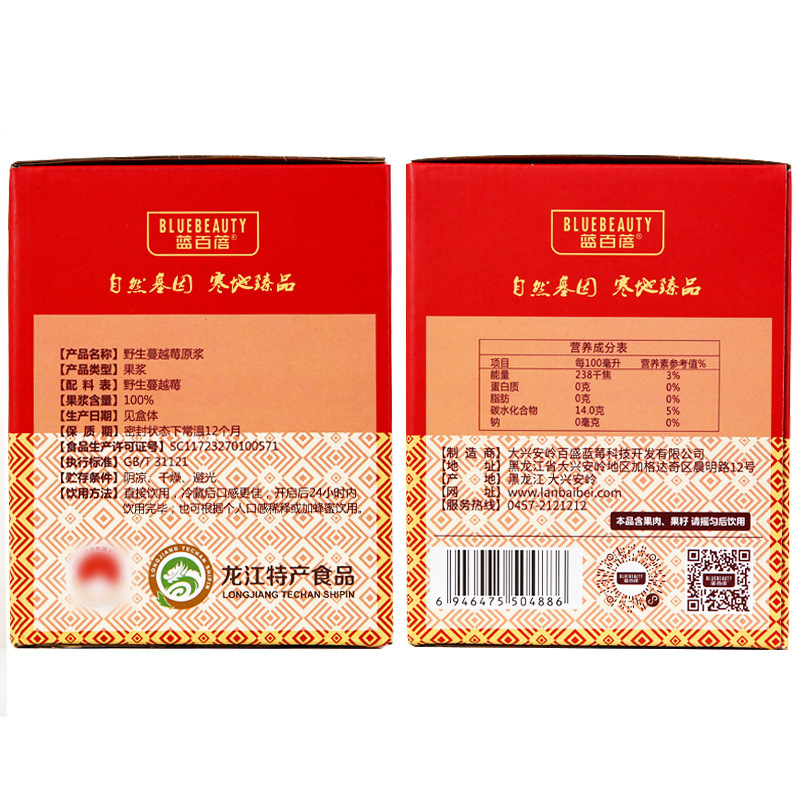 BLUEBEAUTY
蓝百蓓®
自然基因 寒地臻品
【产品名称】野生蔓越莓原浆
【产品类型】果浆
【配 料 表】野生蔓越莓
【果浆含量】100%
【生产日期】见盒体
【保 质 期】密封状态下常温12个月
【食品生产许可证号】SC11723270100571
【执行标准】GB/T 31121
【贮存条件】阴凉、干燥、避光
【饮用方法】直接饮用，冷藏后口感更佳，开启后24小时内
饮用完毕；也可根据个人口感稀释或加蜂蜜饮用。
LONGJIANG TECHAN SHIPIN
龙江特产食品
LONGJIANG TECHAN SHIPIN
BLUEBEAUTY
蓝百蓓®
自然基因 寒地臻品
营养成分表
项目 每100毫升 营养素参考值%
能量 238千焦 3%
蛋白质 0克 0%
脂肪 0克 0%
碳水化合物 14.0克 5%
钠 0毫克 0%
【制 造 商】大兴安岭百盛蓝莓科技开发有限公司
【地 址】黑龙江省大兴安岭地区加格达奇区晨明路12号
【产 地】黑龙江 大兴安岭
【网 址】www.lanbaibei.com
【服务热线】0457-2121212
本品含果肉、果籽 请摇匀后饮用
6 946475 504886
BLUEBEAUTY
蓝百蓓
BLUEBEAUTY
蓝百蓓